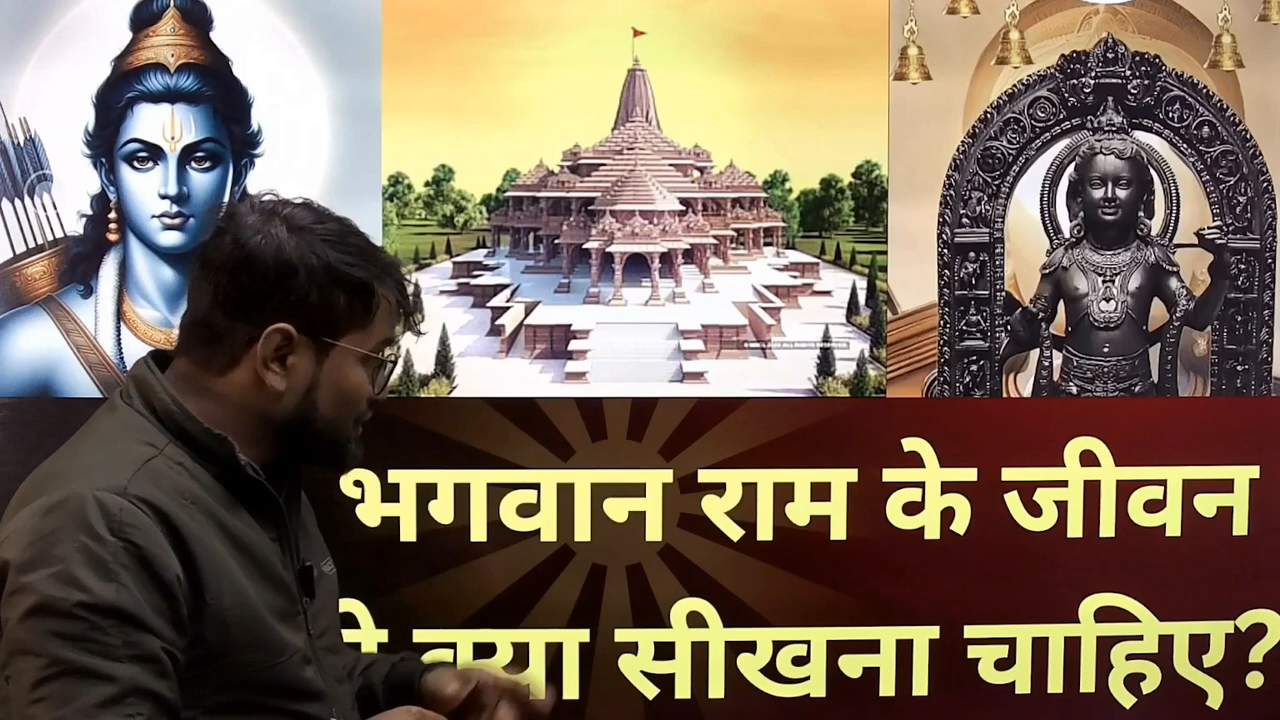 भगवान राम के जीवन
क्या सीखना चाहिए?